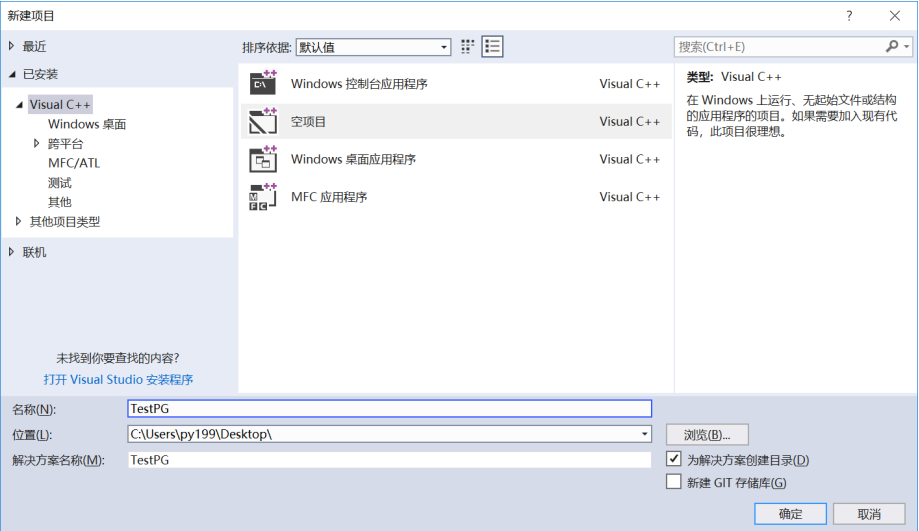 新建项目
?
最近
已安装
Visual C++
Windows 桌面
跨平台
MFC/ATL
测试
其他
其他项目类型
联机
未找到你要查找的内容?
打开 Visual Studio 安装程序
排序依据: 默认值
C:\
Windows 控制台应用程序 Visual C++
空项目 Visual C++
Windows 桌面应用程序 Visual C++
MFC
MFC 应用程序 Visual C++
搜索(Ctrl+E)
类型: Visual C++
在 Windows 上运行、无起始文件或结构
的应用程序的项目。如果需要加入现有代
码，此项目很理想。
名称(N): TestPG
位置(L): C:\Users\py199\Desktop\ 浏览(B)...
解决方案名称(M): TestPG
为解决方案创建目录(D)
新建 GIT 存储库(G)
确定 取消